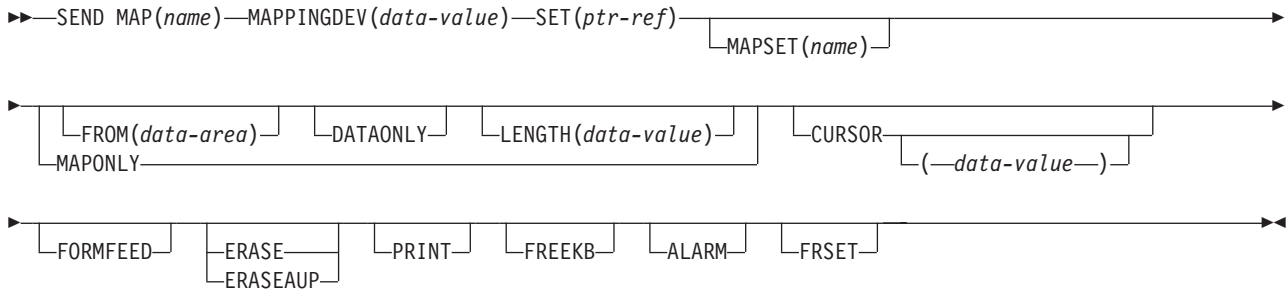 SEND MAP(name) MAPPINGDEV(data-value) SET(ptr-ref)
MAPSET(name)
FROM(data-area) DATAONLY LENGTH(data-value) CURSOR
MAPONLY ( data-value )
FORMFEED ERASE PRINT FREEKB ALARM FRSET
ERASEAUP